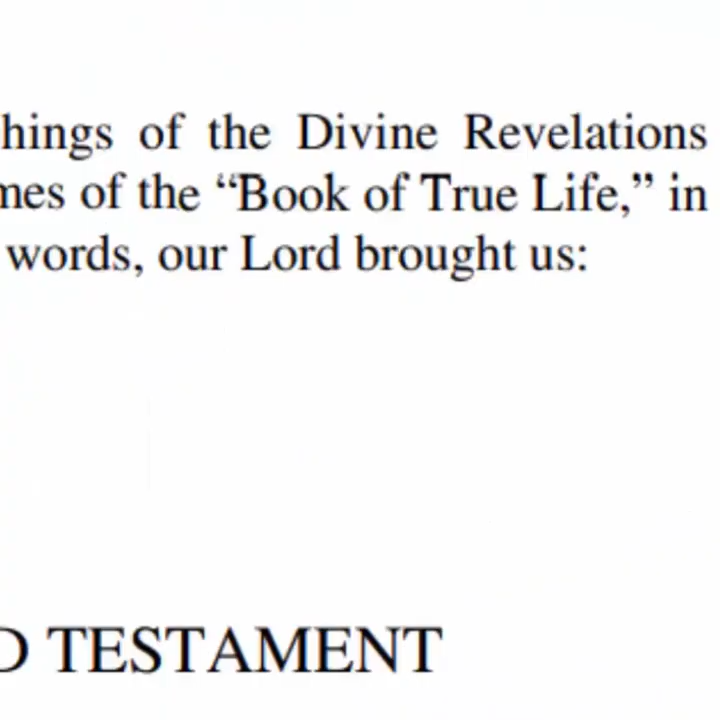 hings of the Divine Revelations
mes of the “Book of True Life,” in
words, our Lord brought us:
D TESTAMENT